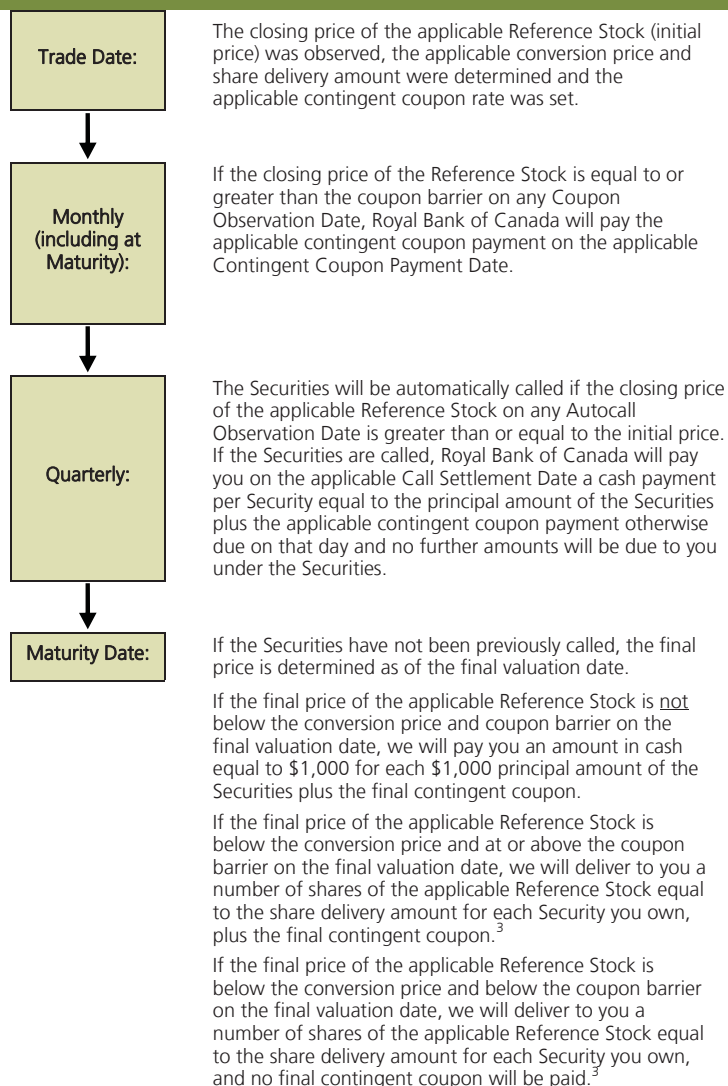 Trade Date:
The closing price of the applicable Reference Stock (initial
price) was observed, the applicable conversion price and
share delivery amount were determined and the
applicable contingent coupon rate was set.
Monthly
(including at
Maturity):
If the closing price of the Reference Stock is equal to or
greater than the coupon barrier on any Coupon
Observation Date, Royal Bank of Canada will pay the
applicable contingent coupon payment on the applicable
Contingent Coupon Payment Date.
Quarterly:
The Securities will be automatically called if the closing price
of the applicable Reference Stock on any Autocall
Observation Date is greater than or equal to the initial price.
If the Securities are called, Royal Bank of Canada will pay
you on the applicable Call Settlement Date a cash payment
per Security equal to the principal amount of the Securities
plus the applicable contingent coupon payment otherwise
due on that day and no further amounts will be due to you
under the Securities.
Maturity Date:
If the Securities have not been previously called, the final
price is determined as of the final valuation date.
If the final price of the applicable Reference Stock is not
below the conversion price and coupon barrier on the
final valuation date, we will pay you an amount in cash
equal to $1,000 for each $1,000 principal amount of the
Securities plus the final contingent coupon.
If the final price of the applicable Reference Stock is
below the conversion price and at or above the coupon
barrier on the final valuation date, we will deliver to you a
number of shares of the applicable Reference Stock equal
to the share delivery amount for each Security you own,
plus the final contingent coupon.3
If the final price of the applicable Reference Stock is
below the conversion price and below the coupon barrier
on the final valuation date, we will deliver to you a
number of shares of the applicable Reference Stock equal
to the share delivery amount for each Security you own,
and no final contingent coupon will be paid.3